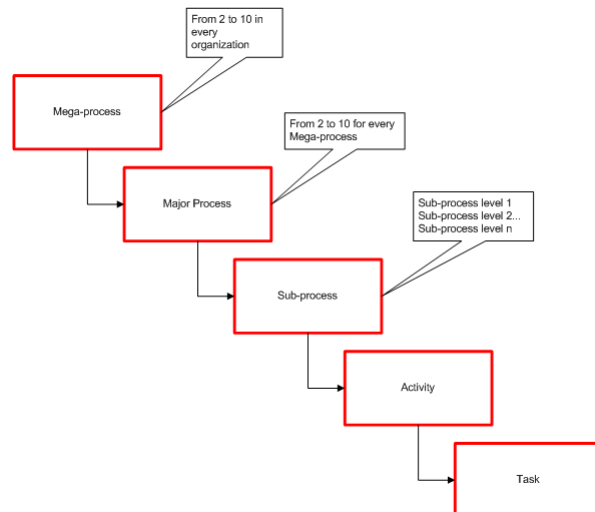 From 2 to 10 in
every
organization
Mega-process
From 2 to 10 for every
Mega-process
Major Process
Sub-process level 1
Sub-process level 2...
Sub-process level n
Sub-process
Activity
Task